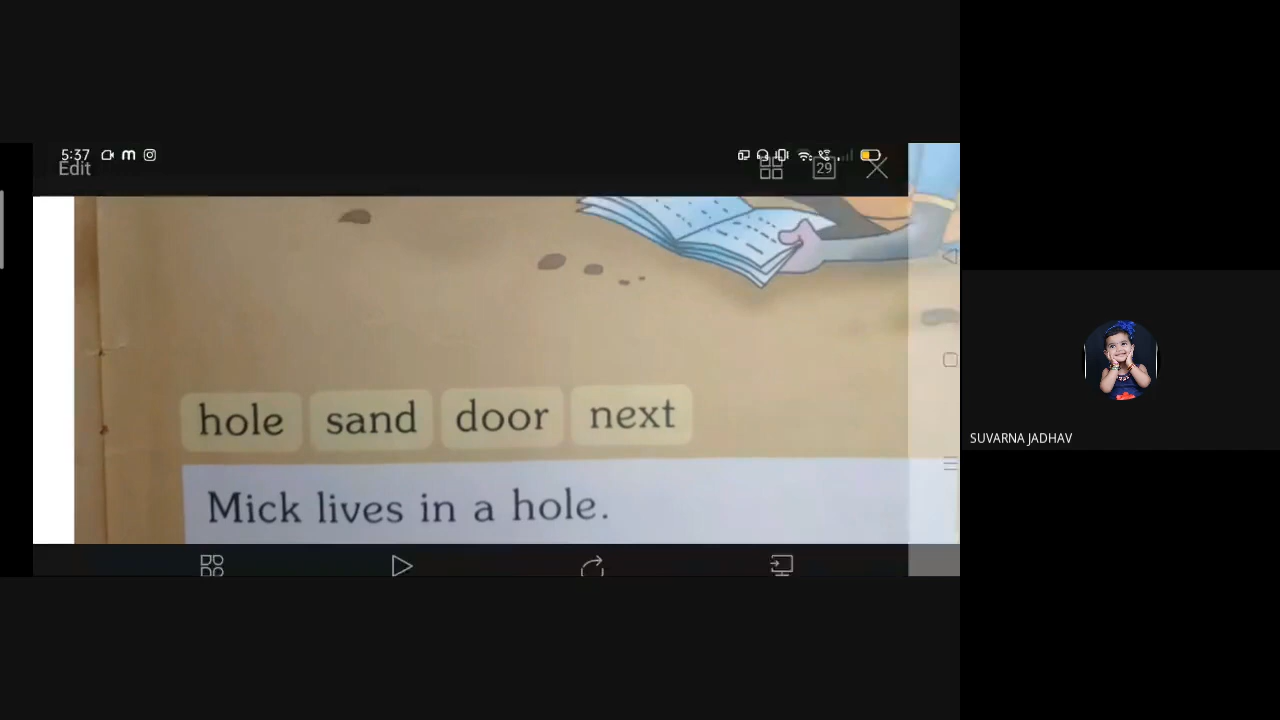 5:37
Edit
29
hole sand door next
Mick lives in a hole.
SUVARNA JADHAV